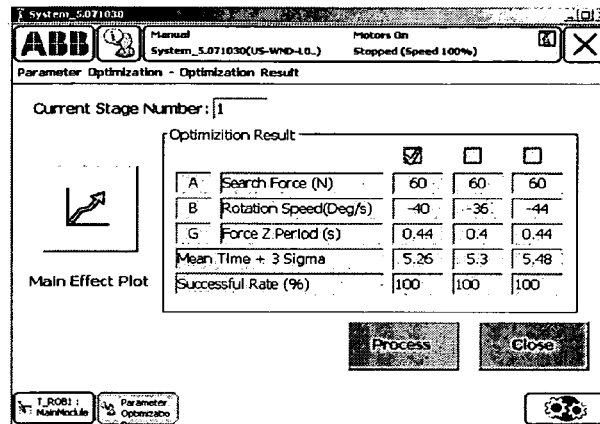 System_5.071030
ABB
Manual
System_5.071030(US-WND-L0..)
Motors On
Stopped (Speed 100%)
Parameter Optimization - Optimization Result
Current Stage Number: 1
Optimizition Result
A Search Force (N) 60 60 60
B Rotation Speed(Deg/s) -40 -36 -44
G Force Z Period (s) 0.44 0.4 0.44
Mean Time + 3 Sigma 5.26 5.3 5.48
Successful Rate (%) 100 100 100
Main Effect Plot
Process
Close
T_ROB1 :
MainModule
Parameter
Optimizatio